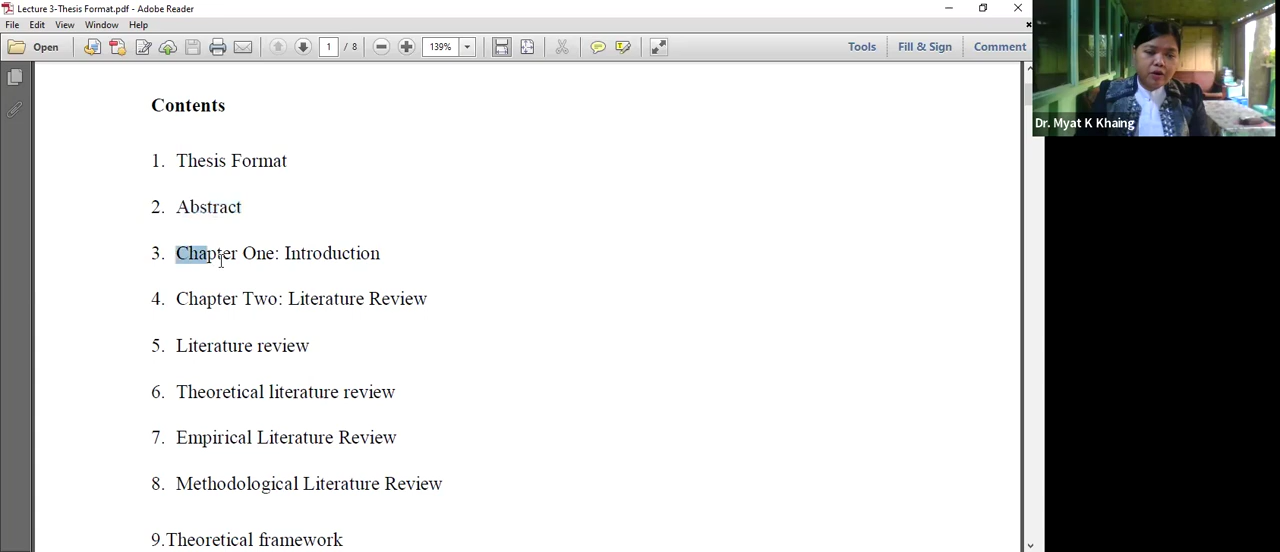 Lecture 3-Thesis Format.pdf - Adobe Reader
File Edit View Window Help
Open 1 / 8 139% Tools Fill & Sign Comment
Dr. Myat K Khaing
Contents
1. Thesis Format
2. Abstract
3. Chapter One: Introduction
4. Chapter Two: Literature Review
5. Literature review
6. Theoretical literature review
7. Empirical Literature Review
8. Methodological Literature Review
9.Theoretical framework